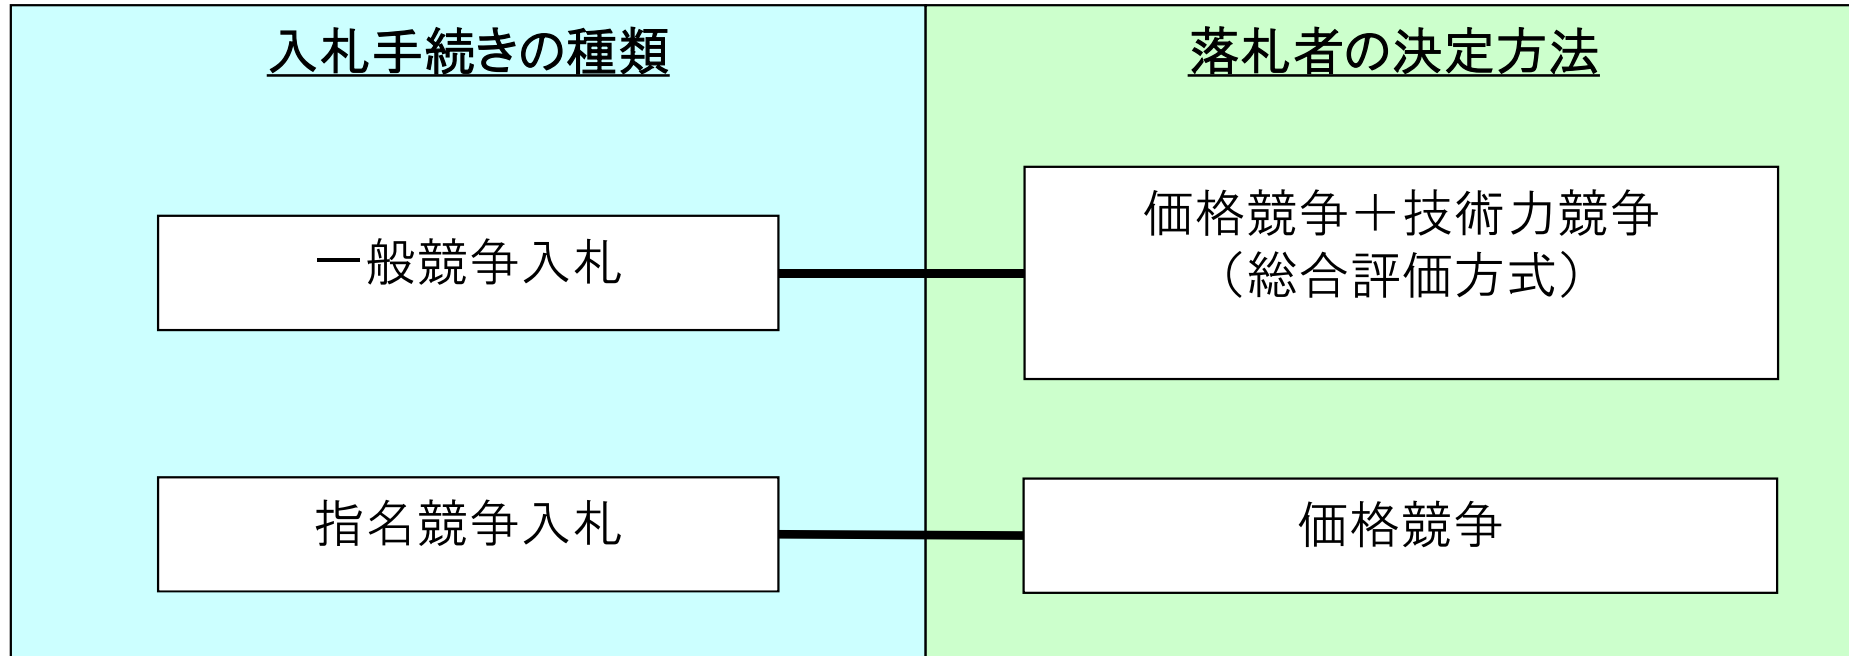 入札手続きの種類
落札者の決定方法
一般競争入札
価格競争＋技術力競争
（総合評価方式）
指名競争入札
価格競争